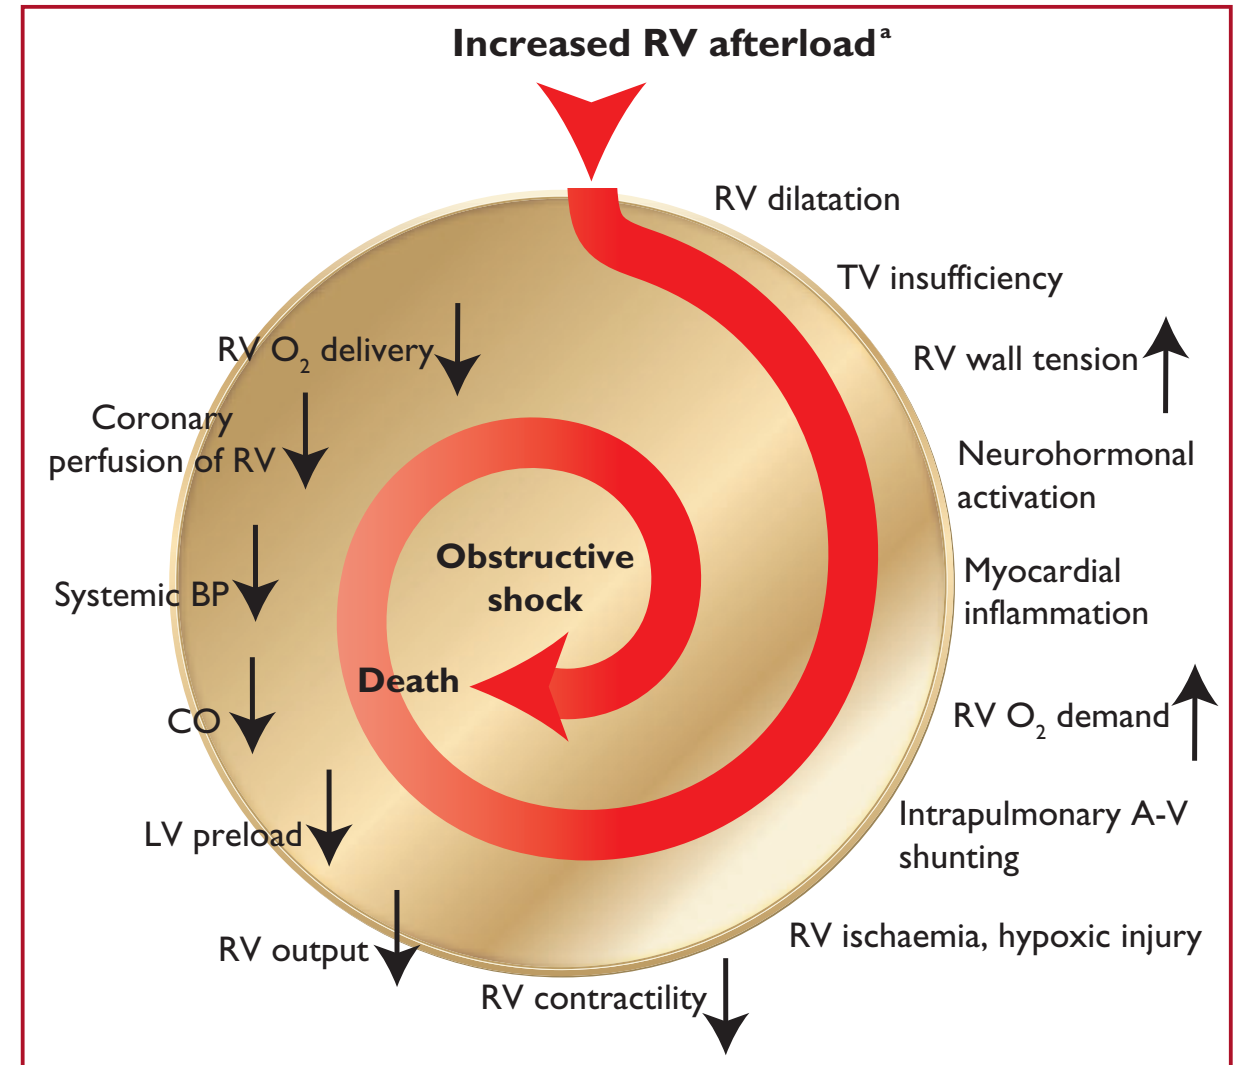 Increased RV afterload a
RV dilatation
TV insufficiency
RV wall tension
Neurohormonal
activation
Myocardial
inflammation
RV O2 demand
Intrapulmonary A-V
shunting
RV ischaemia, hypoxic injury
RV contractility
RV output
LV preload
CO
Systemic BP
Coronary
perfusion of RV
RV O2 delivery
Obstructive
shock
Death